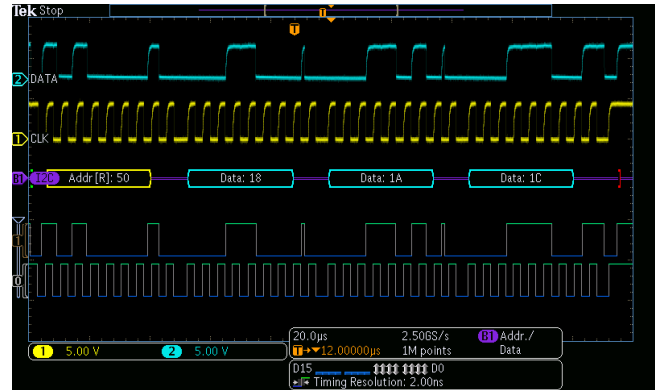 Tek Stop
T
T
2 DATA
1 CLK
B1 I2C Addr[R]: 50 Data: 18 Data: 1A Data: 1C
1
0
1 5.00 V 2 5.00 V
20.0µs 2.50GS/s B1 Addr./
T→▼12.00000µs 1M points Data
D15 D0
Timing Resolution: 2.00ns